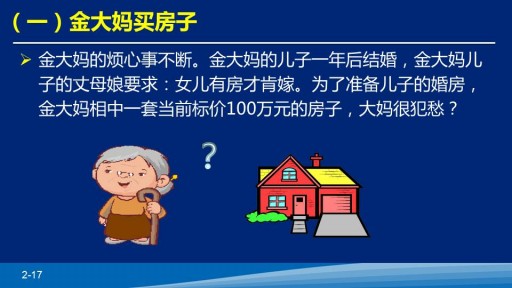 （一）金大妈买房子
金大妈的烦心事不断。金大妈的儿子一年后结婚，金大妈儿
子的丈母娘要求：女儿有房才肯嫁。为了准备儿子的婚房，
金大妈相中一套当前标价100万元的房子，大妈很犯愁？
?
2-17